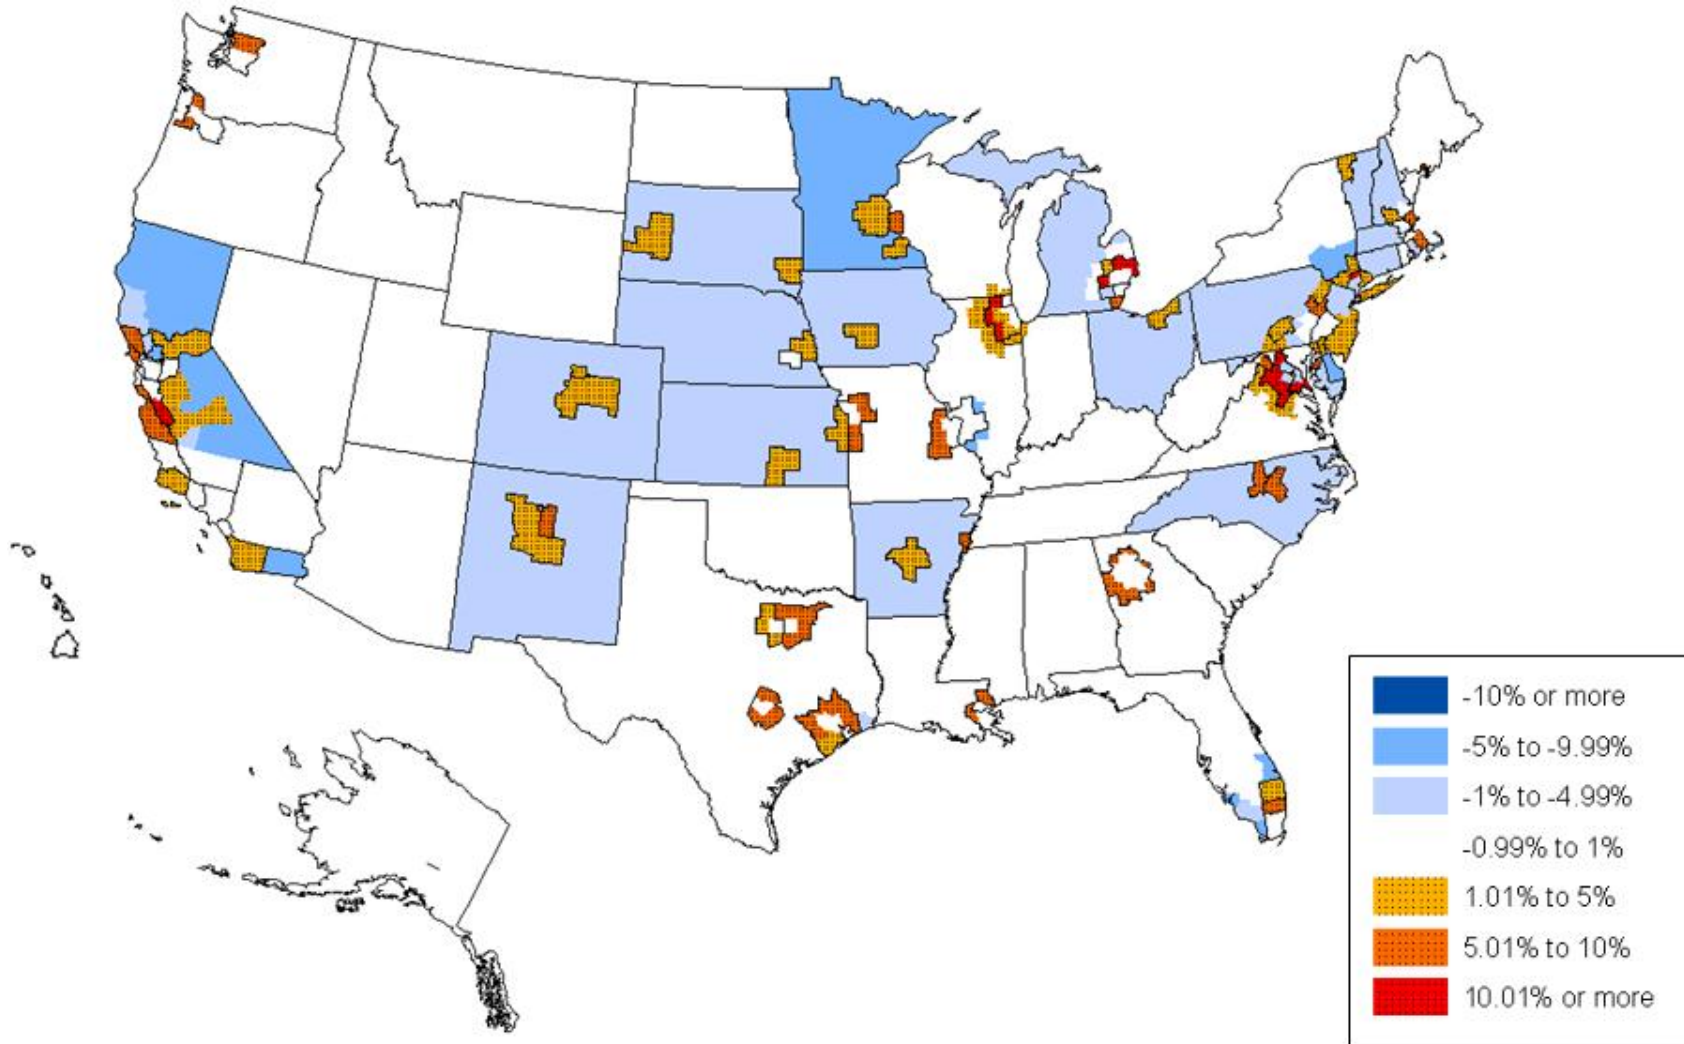 -10% or more
-5% to -9.99%
-1% to -4.99%
-0.99% to 1%
1.01% to 5%
5.01% to 10%
10.01% or more